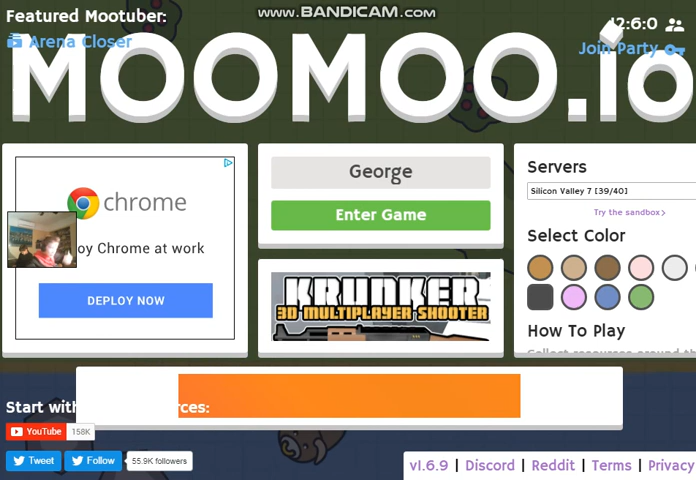 WWW.BANDICAM.COM
Featured Mootuber:
Arena Closer
12:6:0
Join Party
MOOMOO.io
chrome
oy Chrome at work
DEPLOY NOW
George
Enter Game
KRUNKER
3D MULTIPLAYER SHOOTER
Servers
Silicon Valley 7 [39/40]
Try the sandbox
Select Color
How To Play
Start with
rces:
YouTube 158K
Tweet Follow 55.9K followers
v1.6.9 | Discord | Reddit | Terms | Privacy